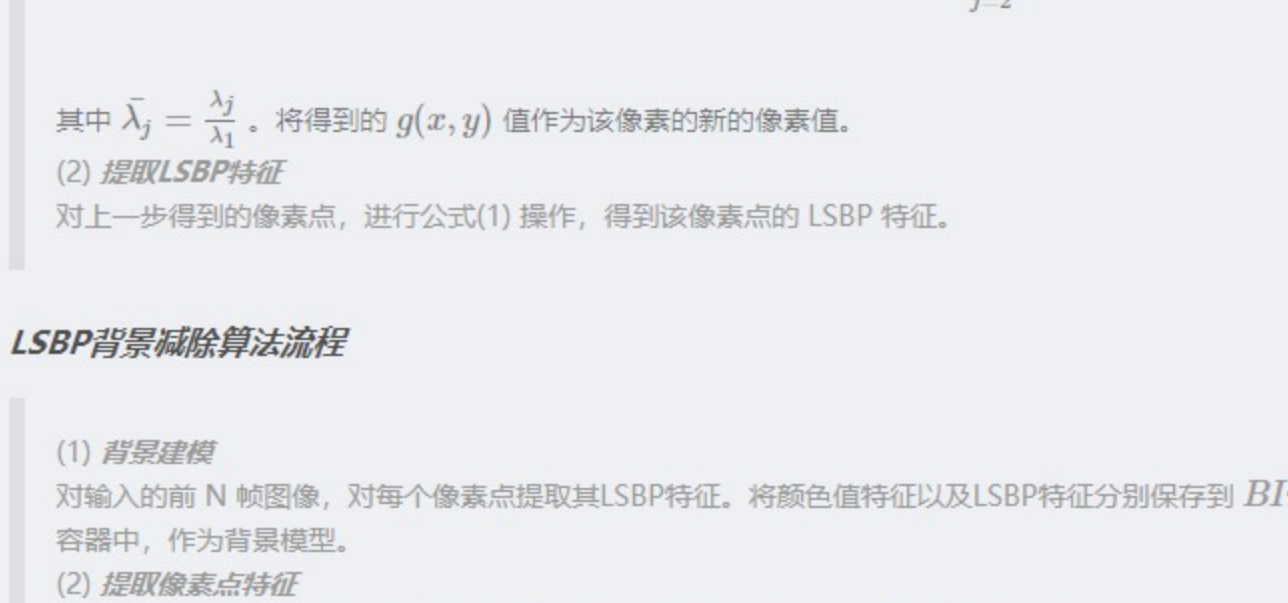 j=2
其中 λ̄_j = λ_j / λ_1 。将得到的 g(x, y) 值作为该像素的新的像素值。
(2) 提取LSBP特征
对上一步得到的像素点，进行公式(1) 操作，得到该像素点的 LSBP 特征。
LSBP背景减除算法流程
(1) 背景建模
对输入的前 N 帧图像，对每个像素点提取其LSBP特征。将颜色值特征以及LSBP特征分别保存到 BI
容器中，作为背景模型。
(2) 提取像素点特征